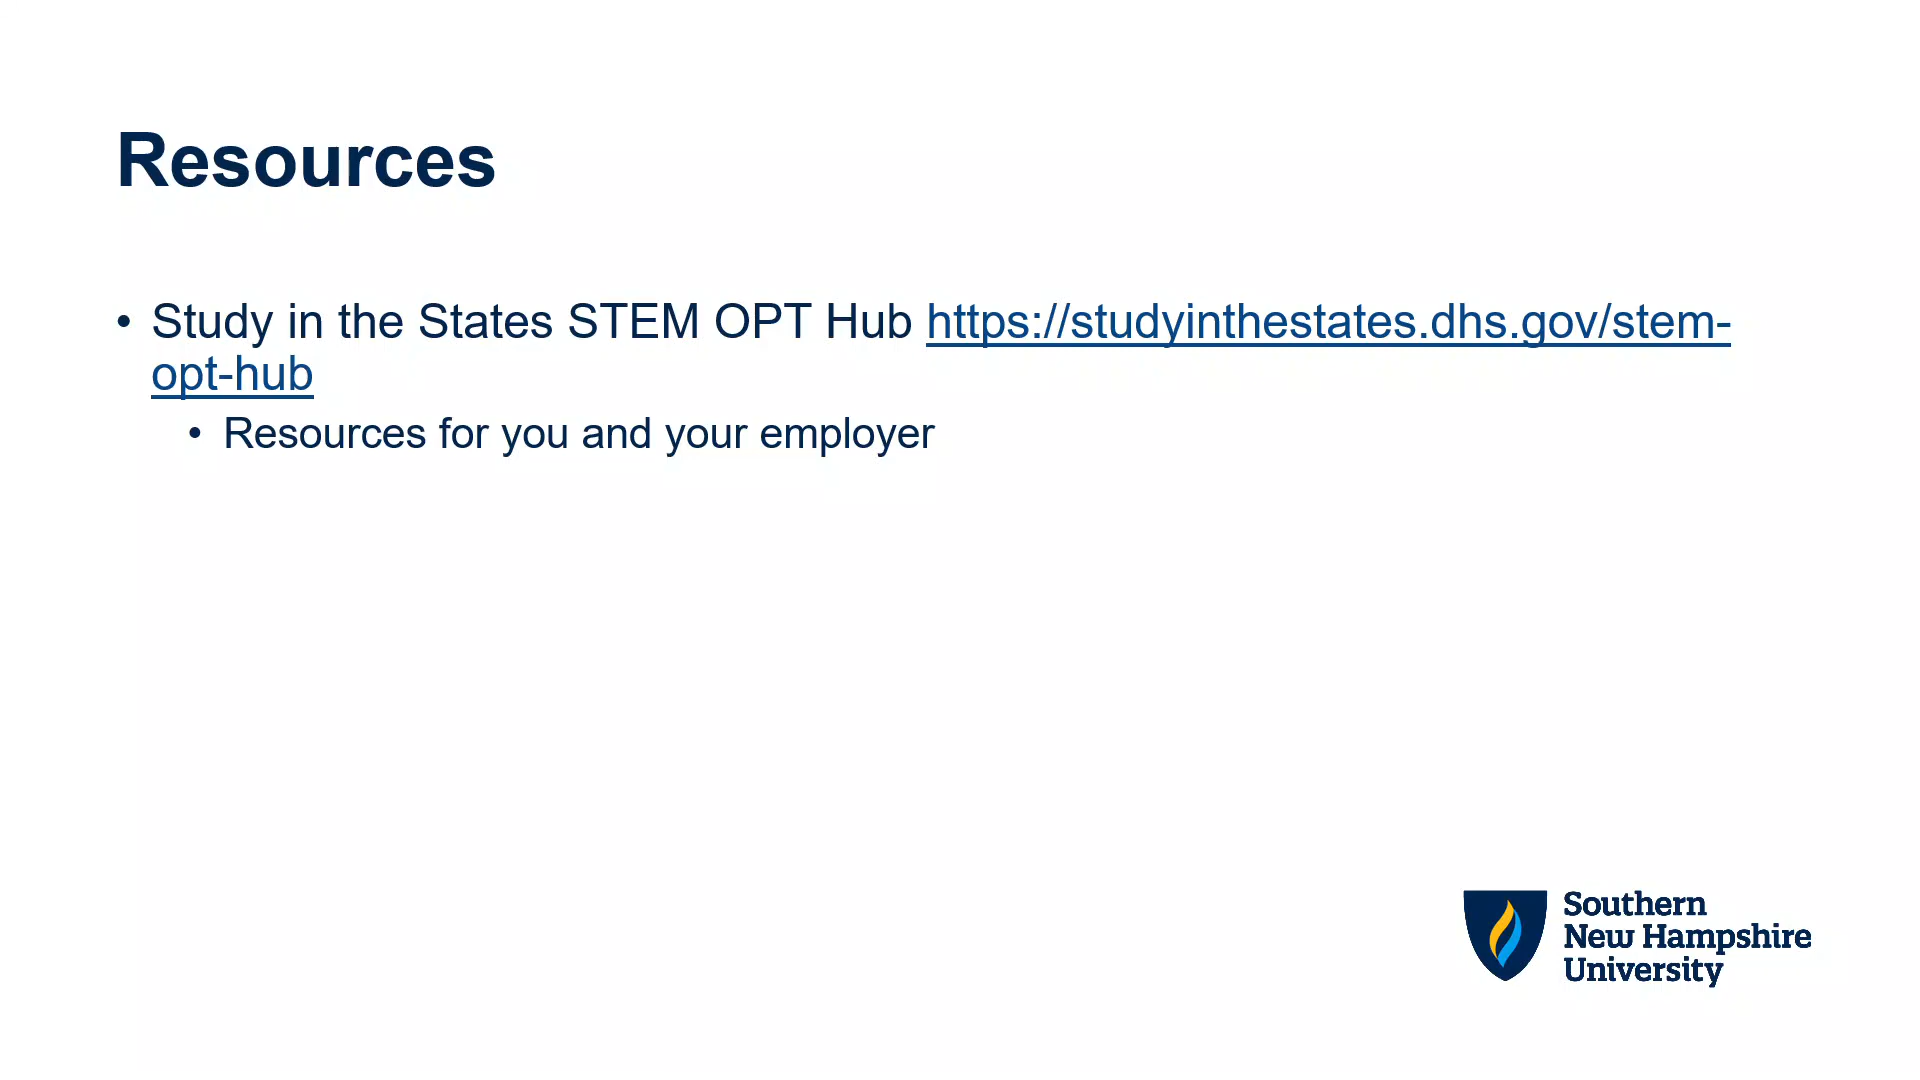 Resources
• Study in the States STEM OPT Hub https://studyinthestates.dhs.gov/stem-
opt-hub
• Resources for you and your employer
Southern
New Hampshire
University